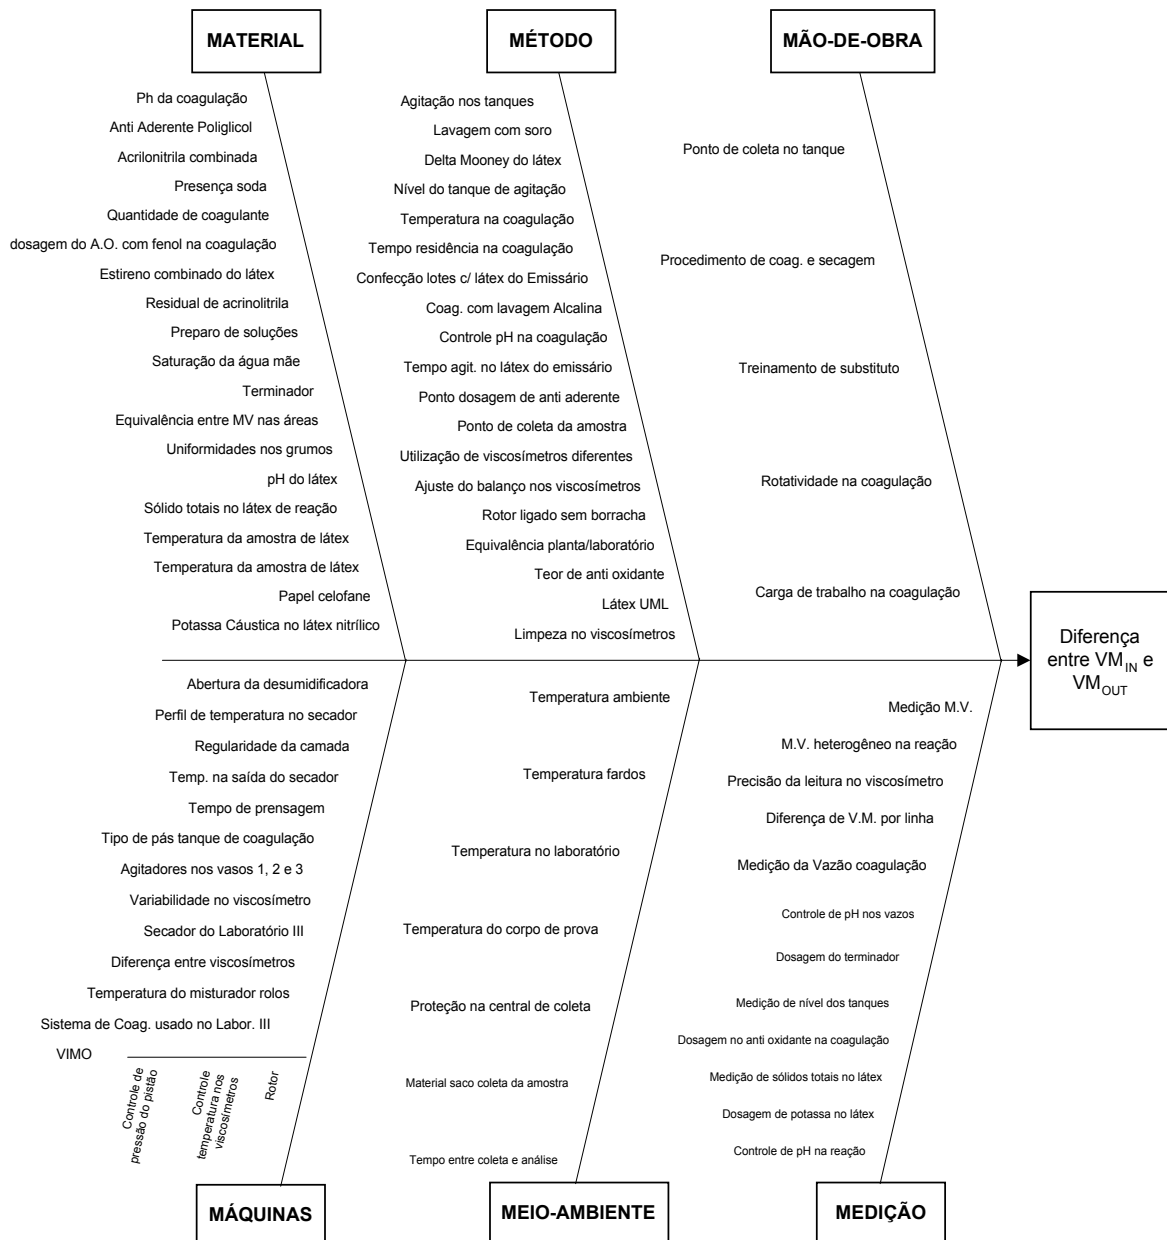 MATERIAL
Ph da coagulação
Anti Aderente Poliglicol
Acrilonitrila combinada
Presença soda
Quantidade de coagulante
dosagem do A.O. com fenol na coagulação
Estireno combinado do látex
Residual de acrinolitrila
Preparo de soluções
Saturação da água mãe
Terminador
Equivalência entre MV nas áreas
Uniformidades nos grumos
pH do látex
Sólido totais no látex de reação
Temperatura da amostra de látex
Temperatura da amostra de látex
Papel celofane
Potassa Cáustica no látex nitrílico
MÉTODO
Agitação nos tanques
Lavagem com soro
Delta Mooney do látex
Nível do tanque de agitação
Temperatura na coagulação
Tempo residência na coagulação
Confecção lotes c/ látex do Emissário
Coag. com lavagem Alcalina
Controle pH na coagulação
Tempo agit. no látex do emissário
Ponto dosagem de anti aderente
Ponto de coleta da amostra
Utilização de viscosímetros diferentes
Ajuste do balanço nos viscosímetros
Rotor ligado sem borracha
Equivalência planta/laboratório
Teor de anti oxidante
Látex UML
Limpeza no viscosímetros
MÃO-DE-OBRA
Ponto de coleta no tanque
Procedimento de coag. e secagem
Treinamento de substituto
Rotatividade na coagulação
Carga de trabalho na coagulação
Diferença
entre VM IN e
VM OUT
Abertura da desumidificadora
Perfil de temperatura no secador
Regularidade da camada
Temp. na saída do secador
Tempo de prensagem
Tipo de pás tanque de coagulação
Agitadores nos vasos 1, 2 e 3
Variabilidade no viscosímetro
Secador do Laboratório III
Diferença entre viscosímetros
Temperatura do misturador rolos
Sistema de Coag. usado no Labor. III
VIMO
Controle de
pressão do pistão
Controle
temperatura nos
viscosímetros
Rotor
MÁQUINAS
Temperatura ambiente
Temperatura fardos
Temperatura no laboratório
Temperatura do corpo de prova
Proteção na central de coleta
Material saco coleta da amostra
Tempo entre coleta e análise
MEIO-AMBIENTE
Medição M.V.
M.V. heterogêneo na reação
Precisão da leitura no viscosímetro
Diferença de V.M. por linha
Medição da Vazão coagulação
Controle de pH nos vazos
Dosagem do terminador
Medição de nível dos tanques
Dosagem no anti oxidante na coagulação
Medição de sólidos totais no látex
Dosagem de potassa no látex
Controle de pH na reação
MEDIÇÃO